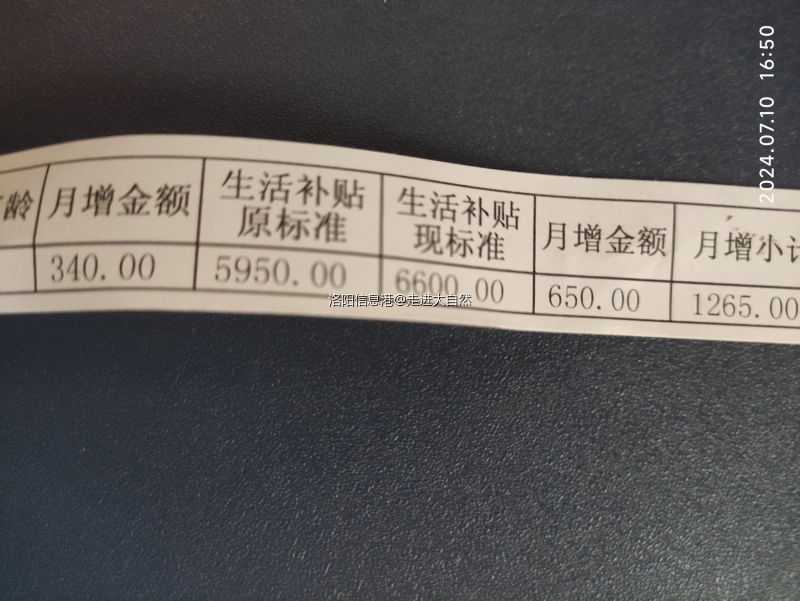 龄
月增金额
生活补贴
原标准
生活补贴
现标准
月增金额
月增小计
340.00
5950.00
6600.00
650.00
1265.00
洛阳信息港@走进大自然
2024.07.10 16:50